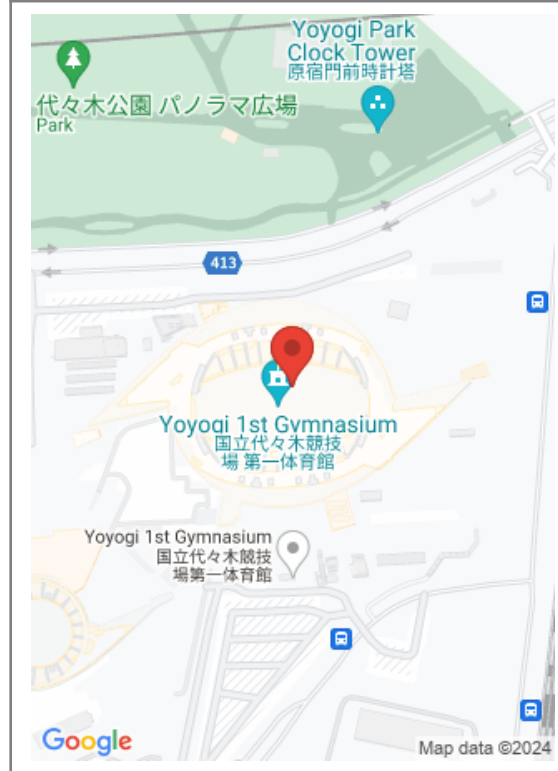 Yoyogi Park
Clock Tower
原宿門前時計塔
代々木公園 パノラマ広場
Park
413
Yoyogi 1st Gymnasium
国立代々木競技
場 第一体育館
Yoyogi 1st Gymnasium
国立代々木競技
場第一体育館
Google
Map data ©2024